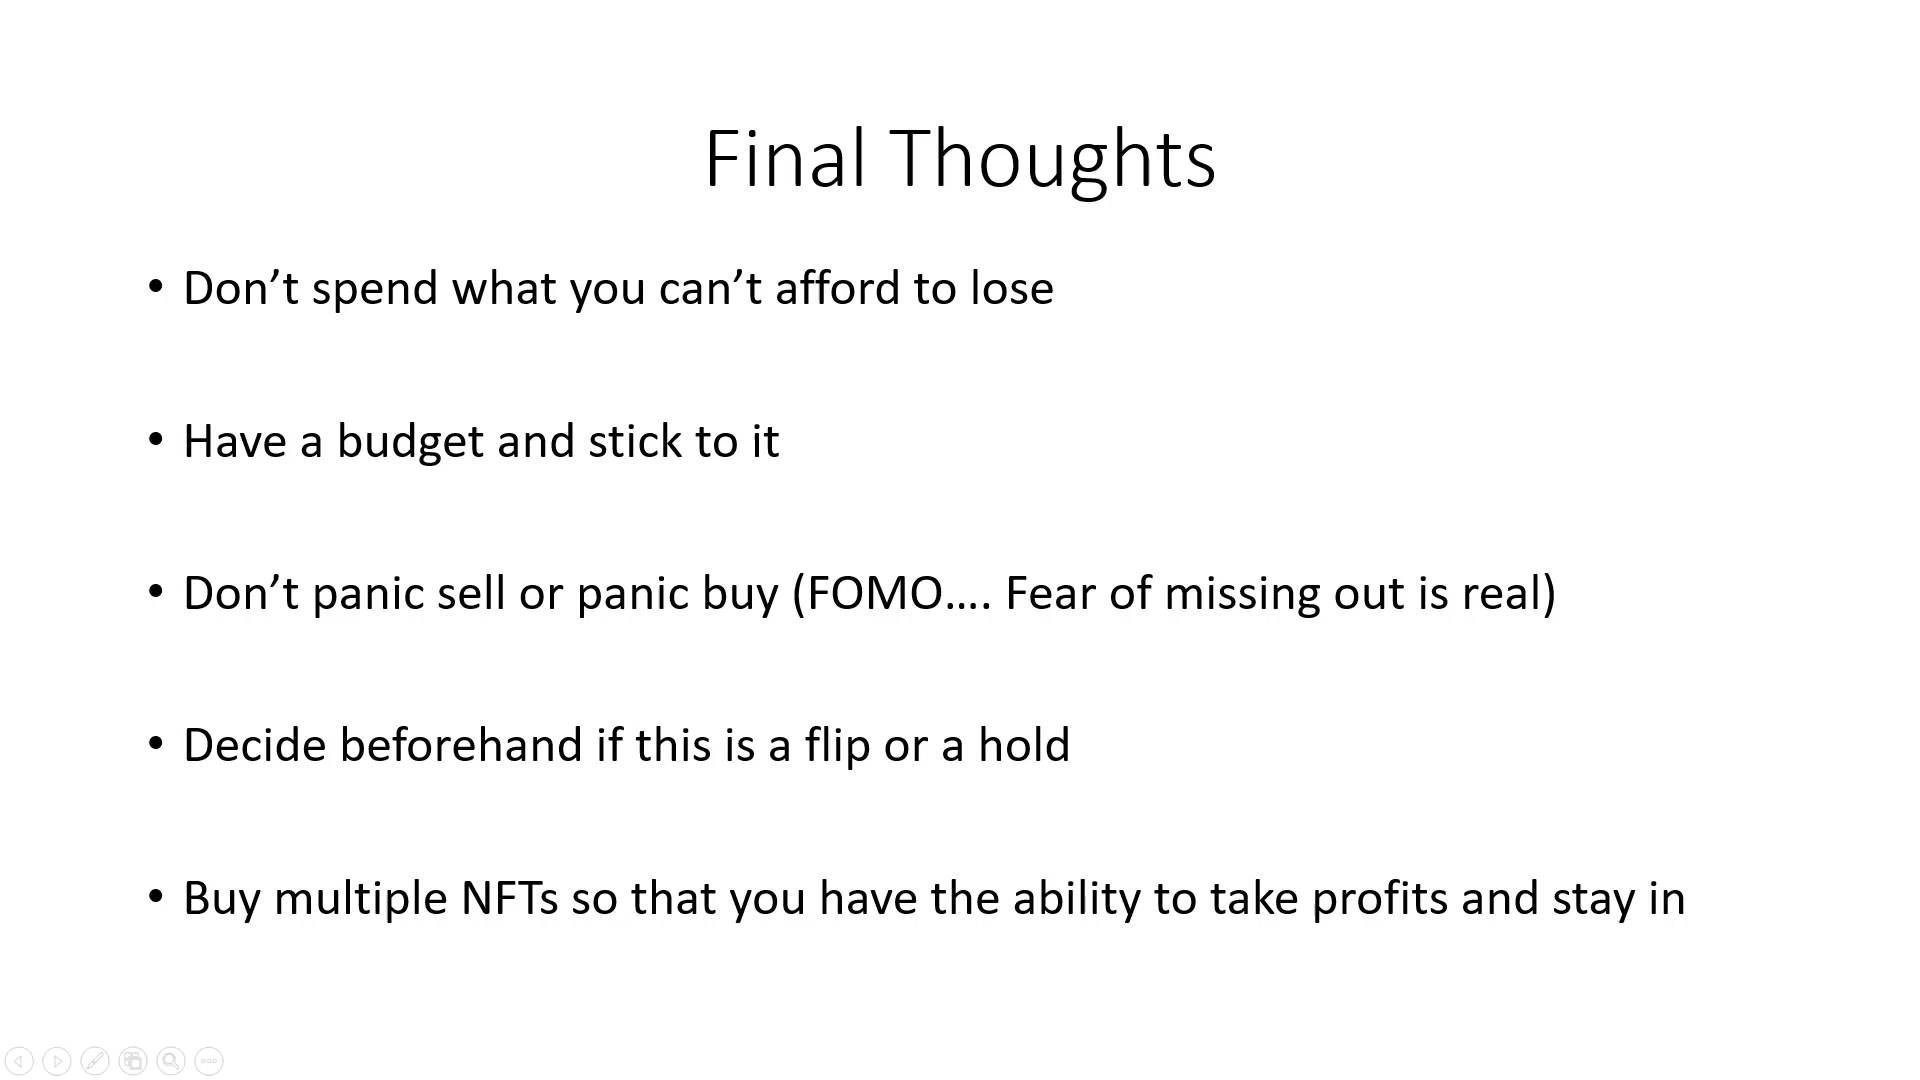 Final Thoughts
• Don’t spend what you can’t afford to lose
• Have a budget and stick to it
• Don’t panic sell or panic buy (FOMO…. Fear of missing out is real)
• Decide beforehand if this is a flip or a hold
• Buy multiple NFTs so that you have the ability to take profits and stay in